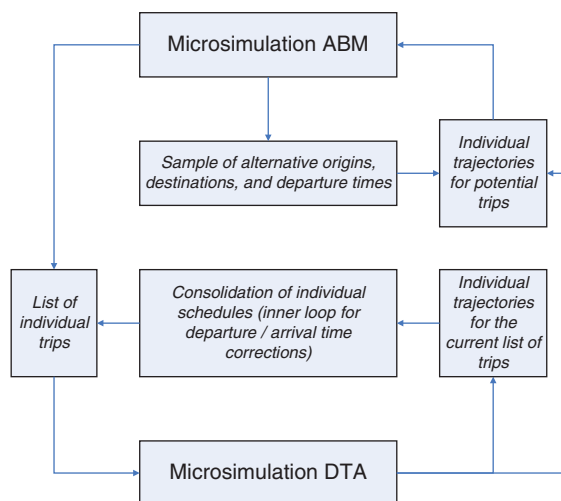 Microsimulation ABM
Sample of alternative origins,
destinations, and departure times
Individual
trajectories
for potential
trips
List of
individual
trips
Consolidation of individual
schedules (inner loop for
departure / arrival time
corrections)
Individual
trajectories
for the
current list of
trips
Microsimulation DTA